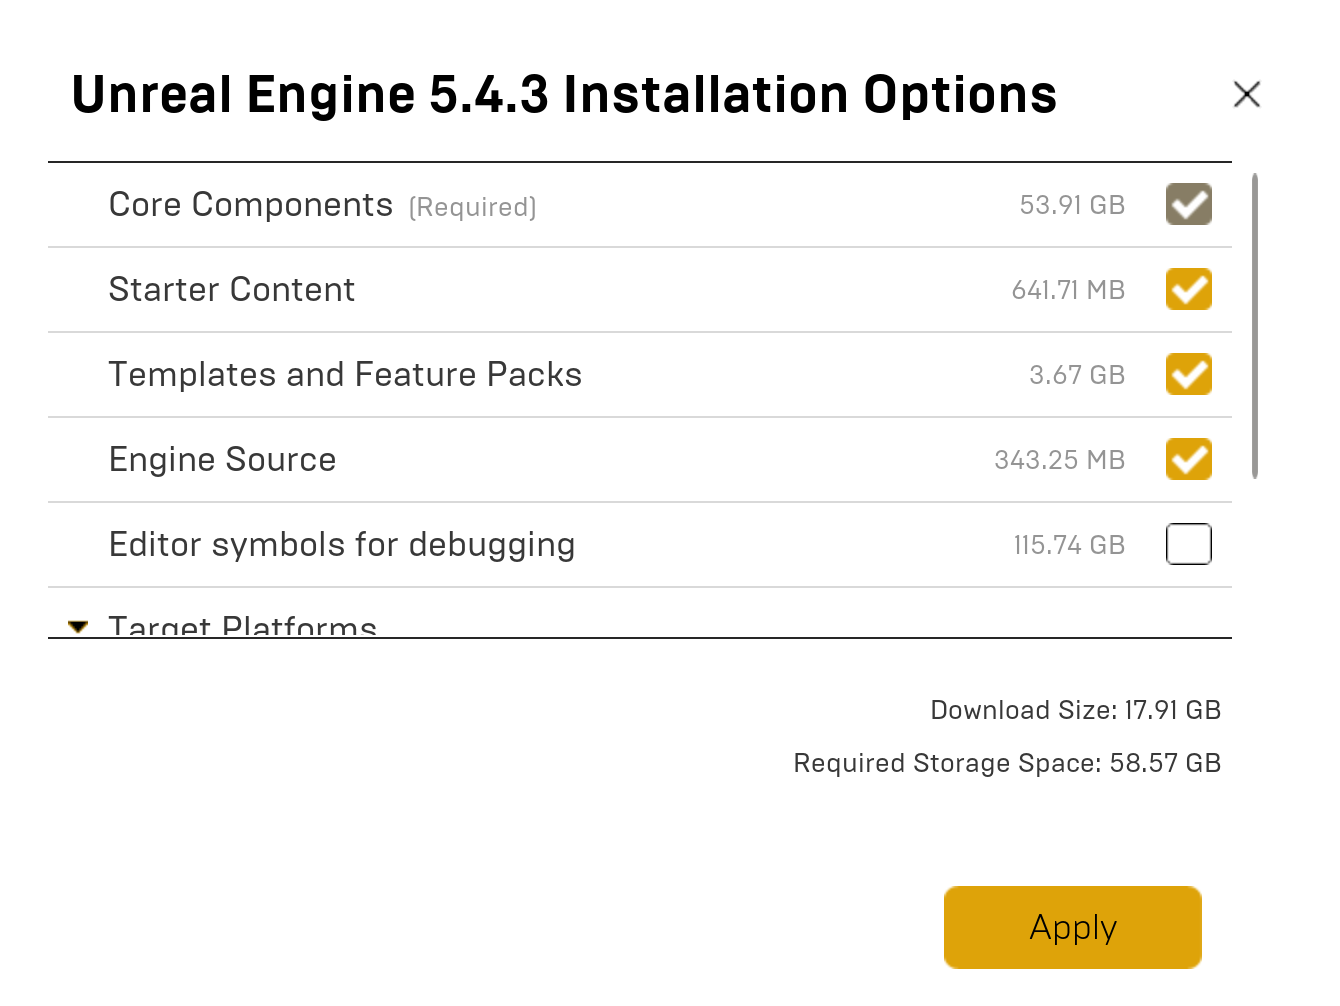 Unreal Engine 5.4.3 Installation Options
Core Components (Required) 53.91 GB
Starter Content 641.71 MB
Templates and Feature Packs 3.67 GB
Engine Source 343.25 MB
Editor symbols for debugging 115.74 GB
Target Platforms
Download Size: 17.91 GB
Required Storage Space: 58.57 GB
Apply